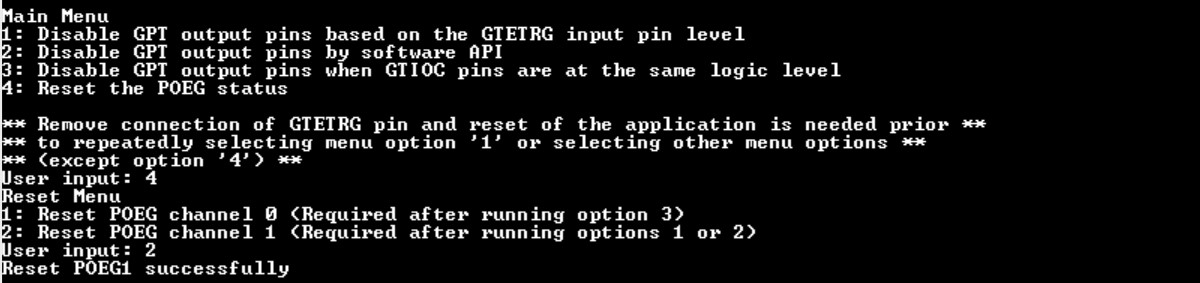 Main Menu
1: Disable GPT output pins based on the GTETRG input pin level
2: Disable GPT output pins by software API
3: Disable GPT output pins when GTIOC pins are at the same logic level
4: Reset the POEG status
** Remove connection of GTETRG pin and reset of the application is needed prior **
** to repeatedly selecting menu option '1' or selecting other menu options **
** (except option '4') **
User input: 4
Reset Menu
1: Reset POEG channel 0 (Required after running option 3)
2: Reset POEG channel 1 (Required after running options 1 or 2)
User input: 2
Reset POEG1 successfully